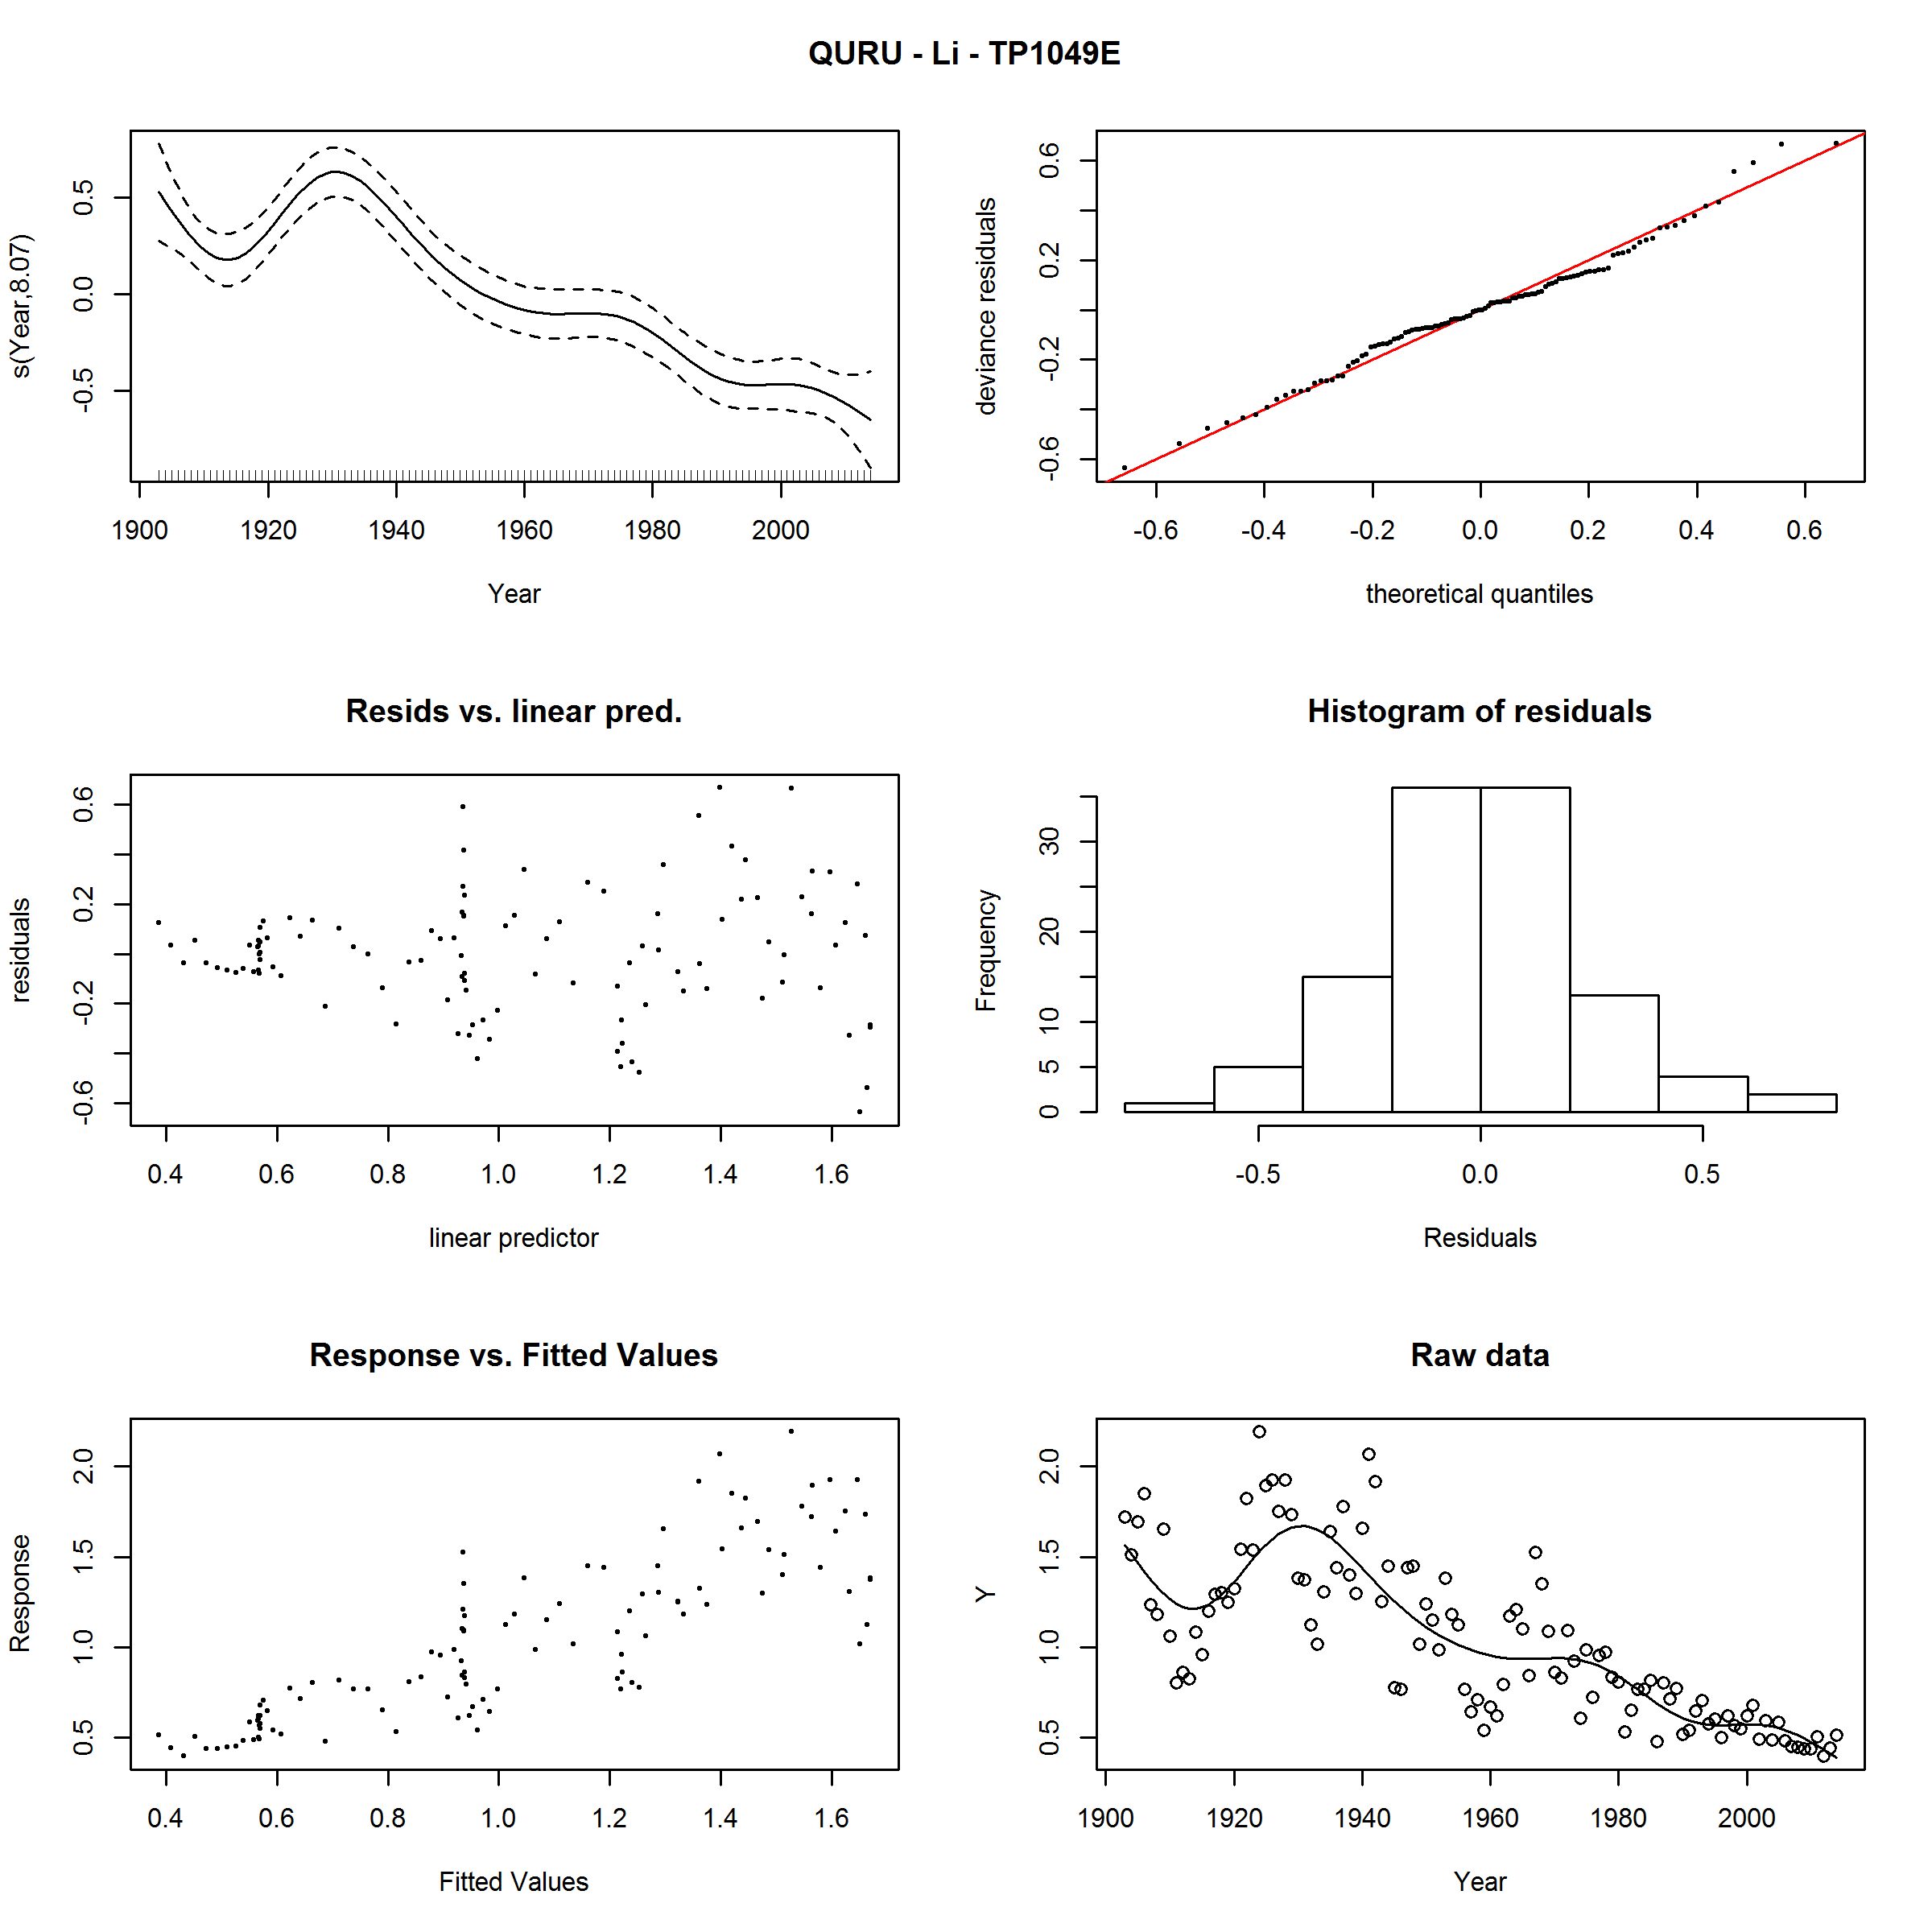 QURU - Li - TP1049E
s(Year,8.07)
0.5
0.0
-0.5
1900 1920 1940 1960 1980 2000
Year
deviance residuals
0.6
0.2
-0.2
-0.6
-0.6 -0.4 -0.2 0.0 0.2 0.4 0.6
theoretical quantiles
Resids vs. linear pred.
residuals
0.6
0.2
-0.2
-0.6
0.4 0.6 0.8 1.0 1.2 1.4 1.6
linear predictor
Histogram of residuals
Frequency
30
20
10
5
0
-0.5 0.0 0.5
Residuals
Response vs. Fitted Values
Response
2.0
1.5
1.0
0.5
0.4 0.6 0.8 1.0 1.2 1.4 1.6
Fitted Values
Raw data
Y
2.0
1.5
1.0
0.5
1900 1920 1940 1960 1980 2000
Year